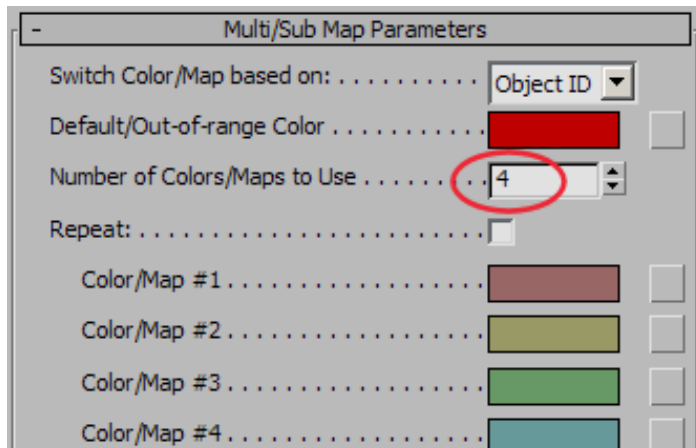 - Multi/Sub Map Parameters
Switch Color/Map based on: . . . . . . . . . . Object ID
Default/Out-of-range Color . . . . . . . . . . .
Number of Colors/Maps to Use . . . . . . . . . 4
Repeat: . . . . . . . . . . . . . . . . . . . . . . . . .
Color/Map #1 . . . . . . . . . . . . . . . . . .
Color/Map #2 . . . . . . . . . . . . . . . . . .
Color/Map #3 . . . . . . . . . . . . . . . . . .
Color/Map #4 . . . . . . . . . . . . . . . . . .